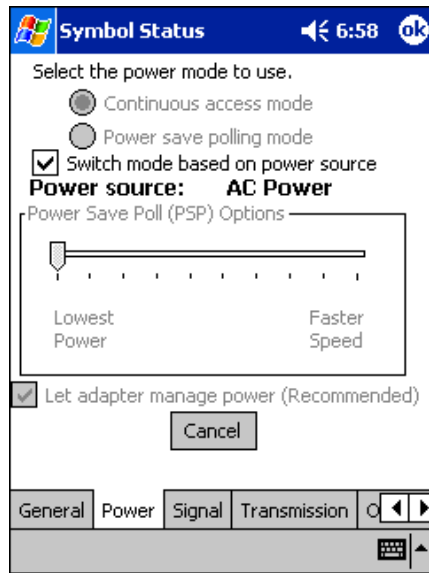 Symbol Status 6:58 ok
Select the power mode to use.
Continuous access mode
Power save polling mode
Switch mode based on power source
Power source: AC Power
Power Save Poll (PSP) Options
Lowest Power
Faster Speed
Let adapter manage power (Recommended)
Cancel
General Power Signal Transmission O